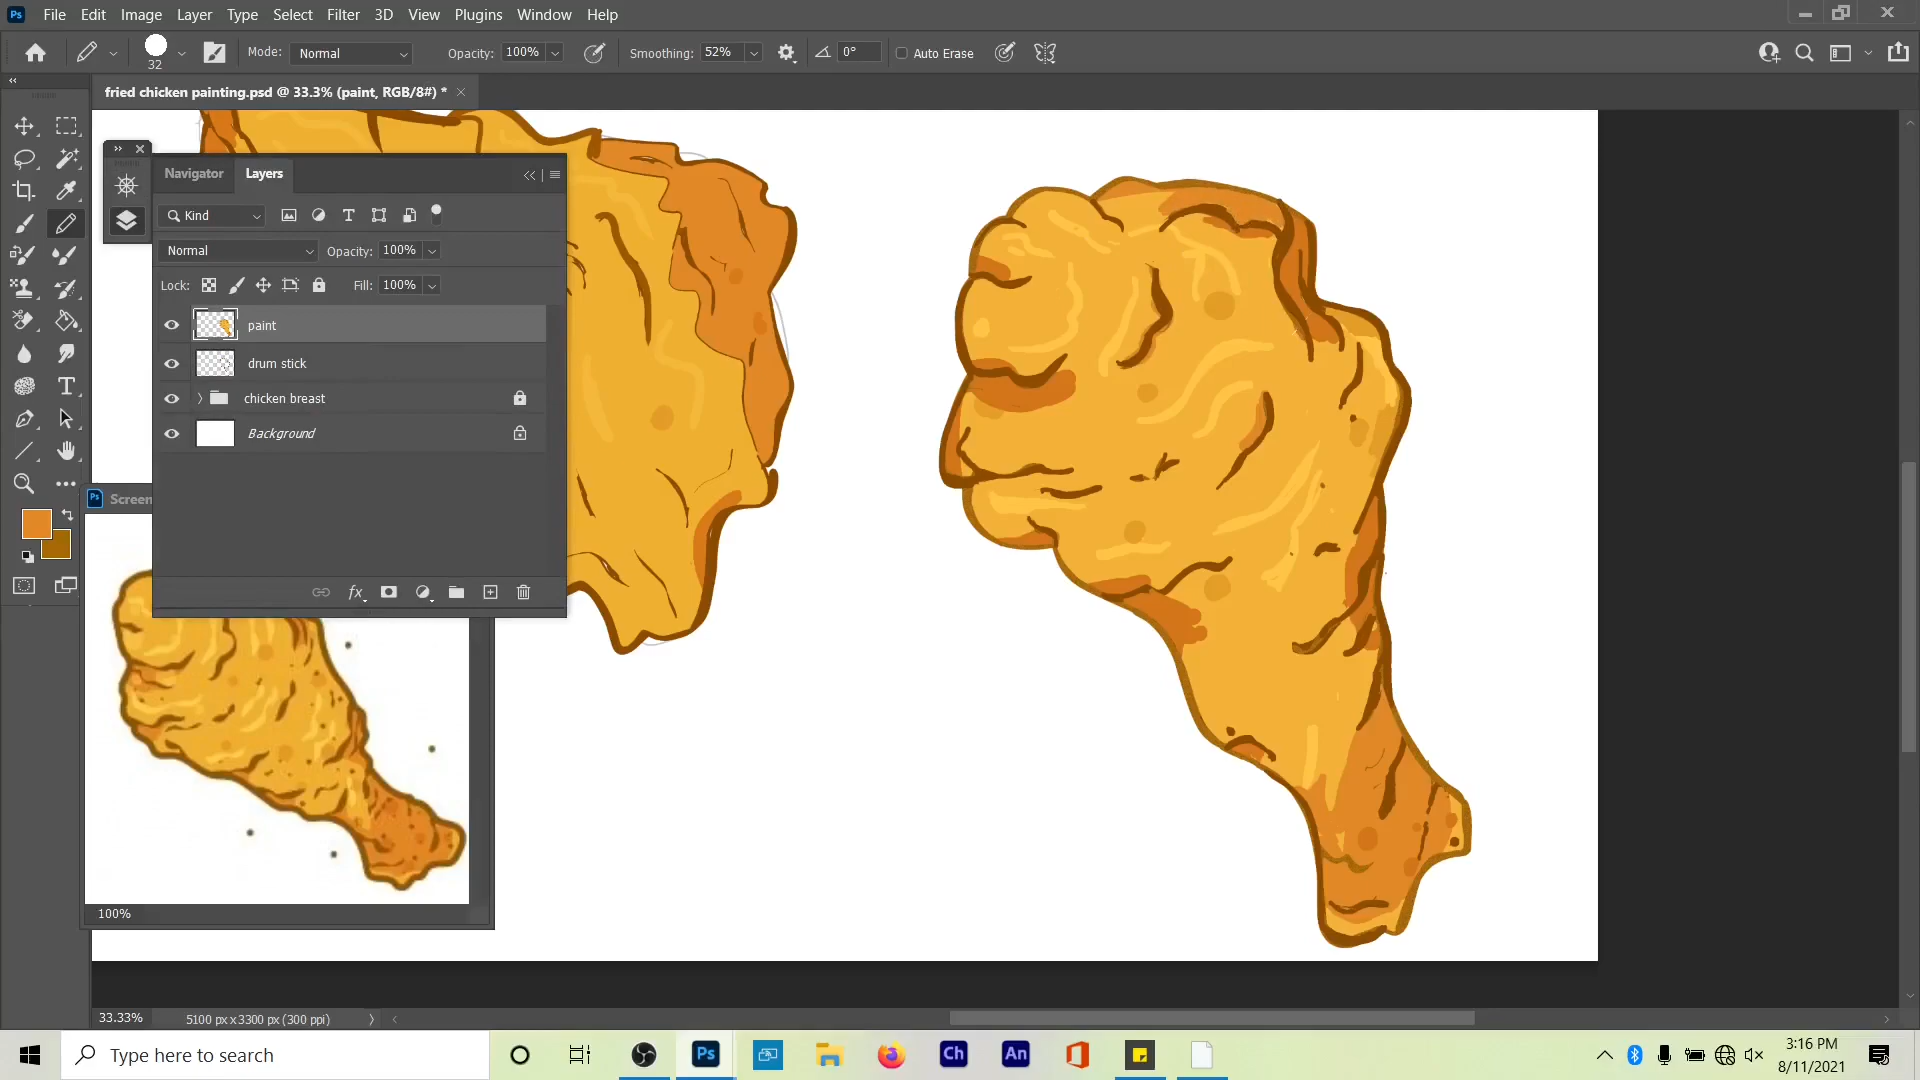 Ps File Edit Image Layer Type Select Filter 3D View Plugins Window Help
32 Mode: Normal Opacity: 100% Smoothing: 52% 0° Auto Erase
fried chicken painting.psd @ 33.3% (paint, RGB/8#) *
Navigator Layers
Kind
Normal Opacity: 100%
Lock: Fill: 100%
paint
drum stick
chicken breast
Background
fx
Ps Screen
100%
33.33% 5100 px x 3300 px (300 ppi)
Type here to search
Ps Ch An
3:16 PM
8/11/2021